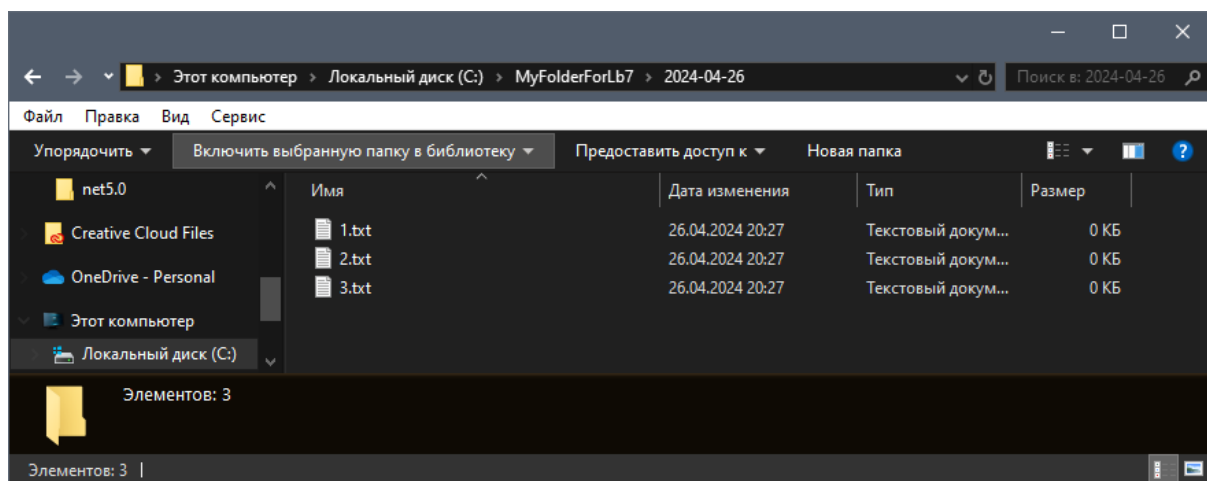 Этот компьютер > Локальный диск (C:) > MyFolderForLb7 > 2024-04-26 Поиск в: 2024-04-26
Файл Правка Вид Сервис
Упорядочить Включить выбранную папку в библиотеку Предоставить доступ к Новая папка
net5.0
Creative Cloud Files
OneDrive - Personal
Этот компьютер
Локальный диск (C:)
Имя Дата изменения Тип Размер
1.txt 26.04.2024 20:27 Текстовый докум... 0 КБ
2.txt 26.04.2024 20:27 Текстовый докум... 0 КБ
3.txt 26.04.2024 20:27 Текстовый докум... 0 КБ
Элементов: 3
Элементов: 3